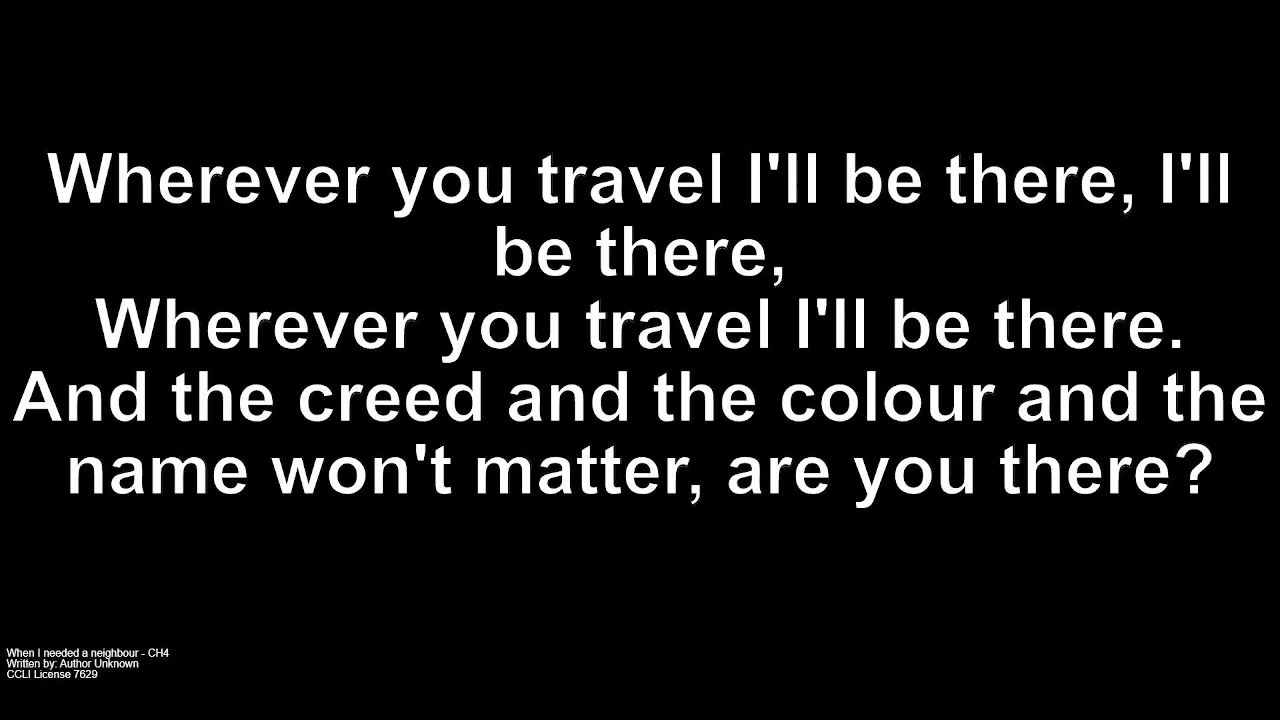 Wherever you travel I'll be there, I'll
be there,
Wherever you travel I'll be there.
And the creed and the colour and the
name won't matter, are you there?
When I needed a neighbour - CH4
Written by: Author Unknown
CCLI License 7629